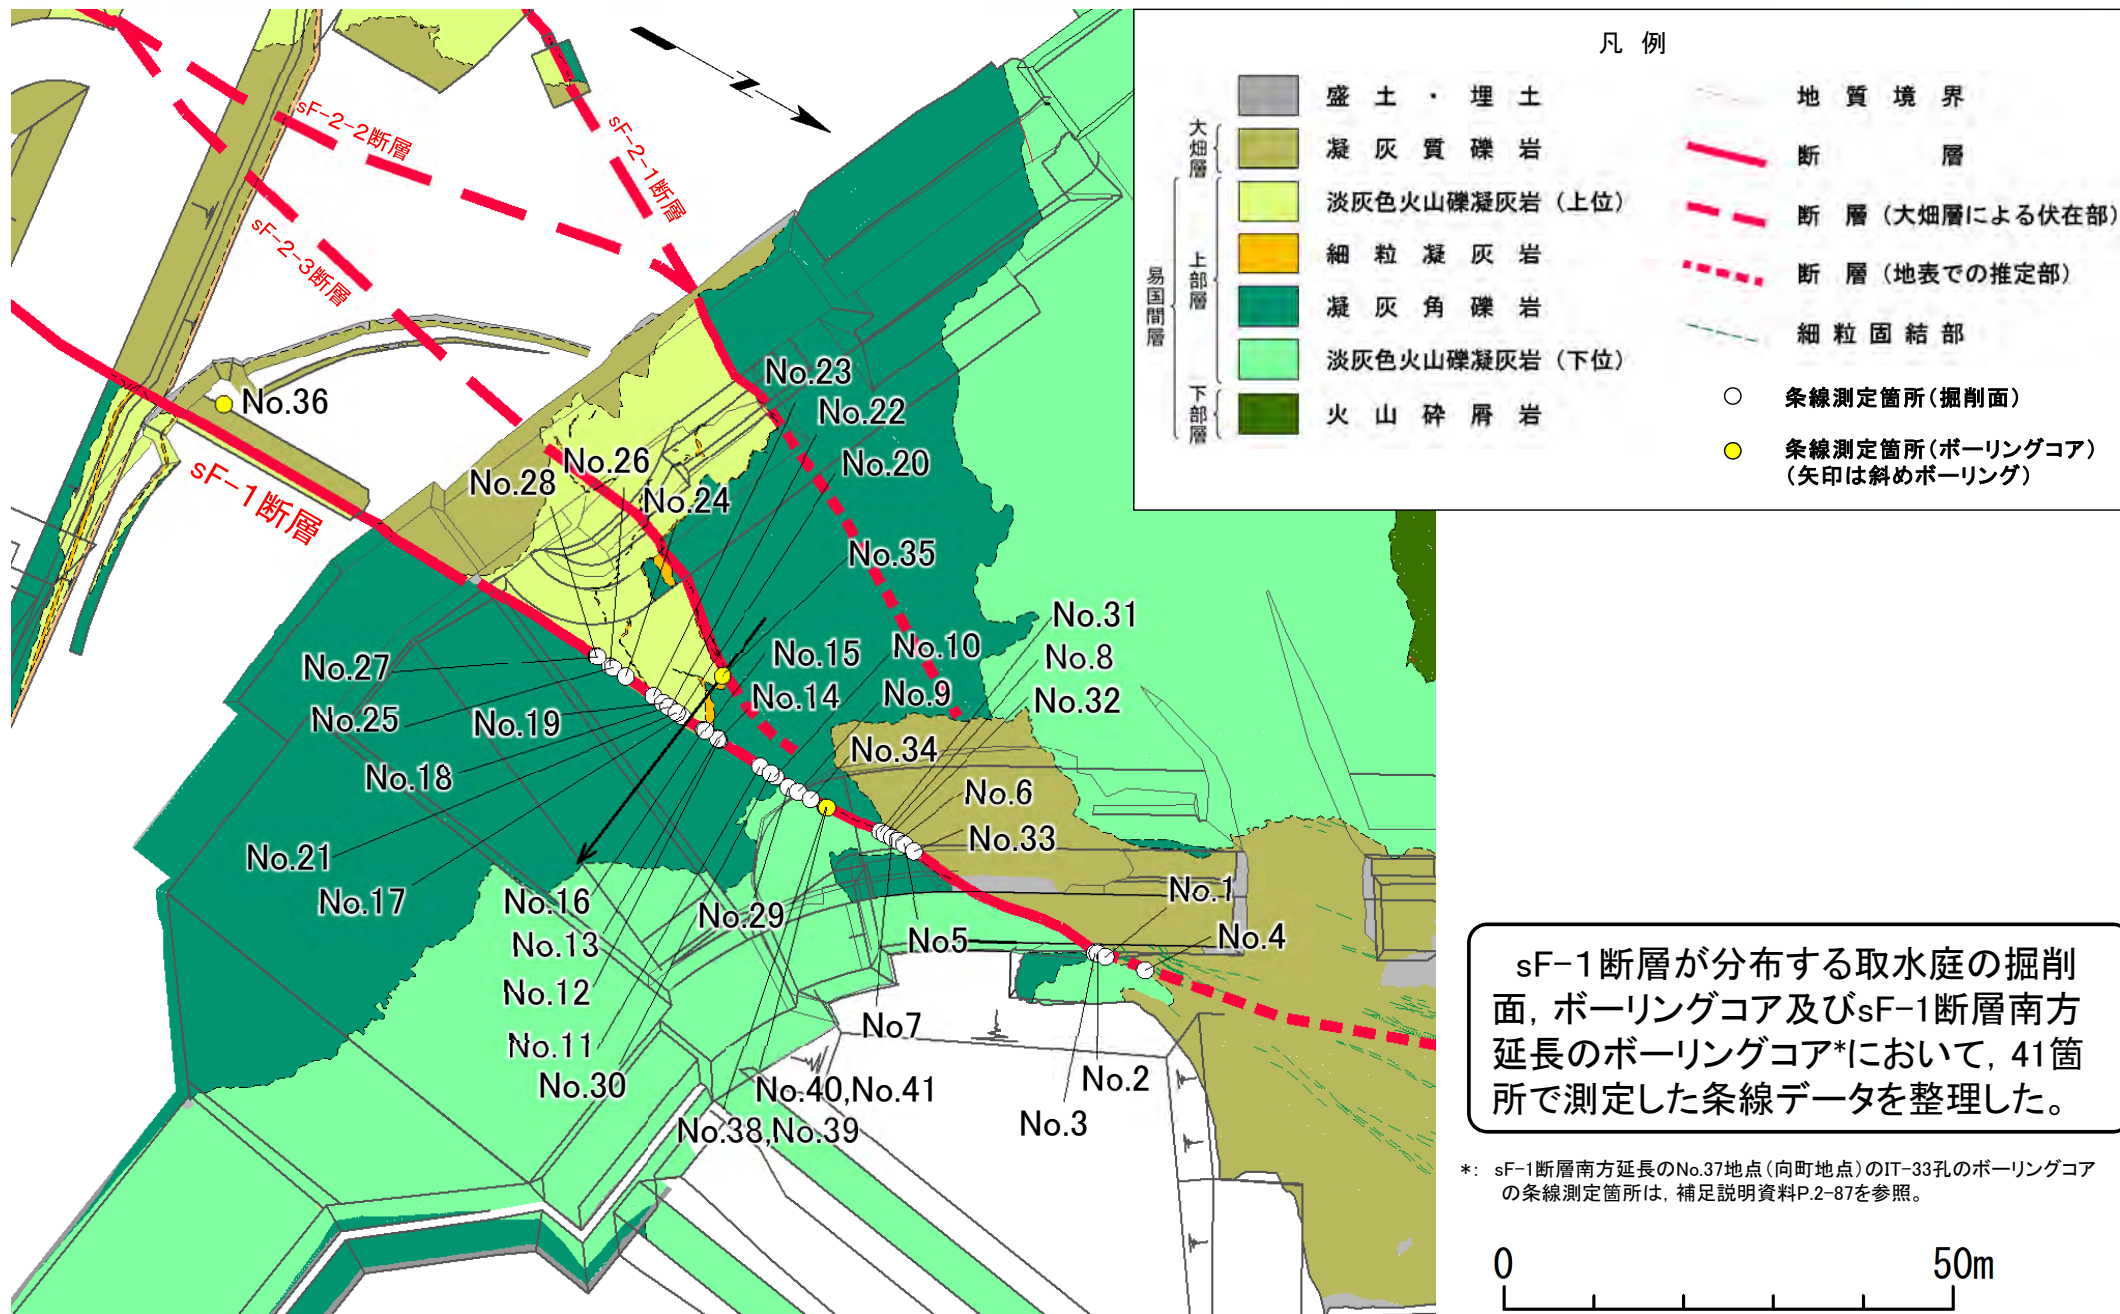 凡 例
盛土・埋土
大畑層
凝灰質礫岩
易国間層
上部層
淡灰色火山礫凝灰岩（上位）
細粒凝灰岩
凝灰角礫岩
淡灰色火山礫凝灰岩（下位）
下部層
火山砕屑岩
地質境界
断層
断層（大畑層による伏在部）
断層（地表での推定部）
細粒固結部
条線測定箇所（掘削面）
条線測定箇所（ボーリングコア）
（矢印は斜めボーリング）
sF-2-2断層
sF-2-1断層
sF-2-3断層
sF-1断層
No.36
No.23
No.22
No.20
No.26
No.28
No.24
No.35
No.31
No.10
No.15
No.8
No.27
No.14
No.9
No.32
No.25
No.19
No.34
No.18
No.6
No.33
No.21
No.17
No.16
No.29
No.1
No.13
No5
No.4
No.12
No7
No.11
No.30
No.40,No.41
No.2
No.38,No.39
No.3
sF-1断層が分布する取水庭の掘削
面，ボーリングコア及びsF-1断層南方
延長のボーリングコア*において，41箇
所で測定した条線データを整理した。
*： sF-1断層南方延長のNo.37地点（向町地点）のIT-33孔のボーリングコア
の条線測定箇所は，補足説明資料P.2-87を参照。
0 50m